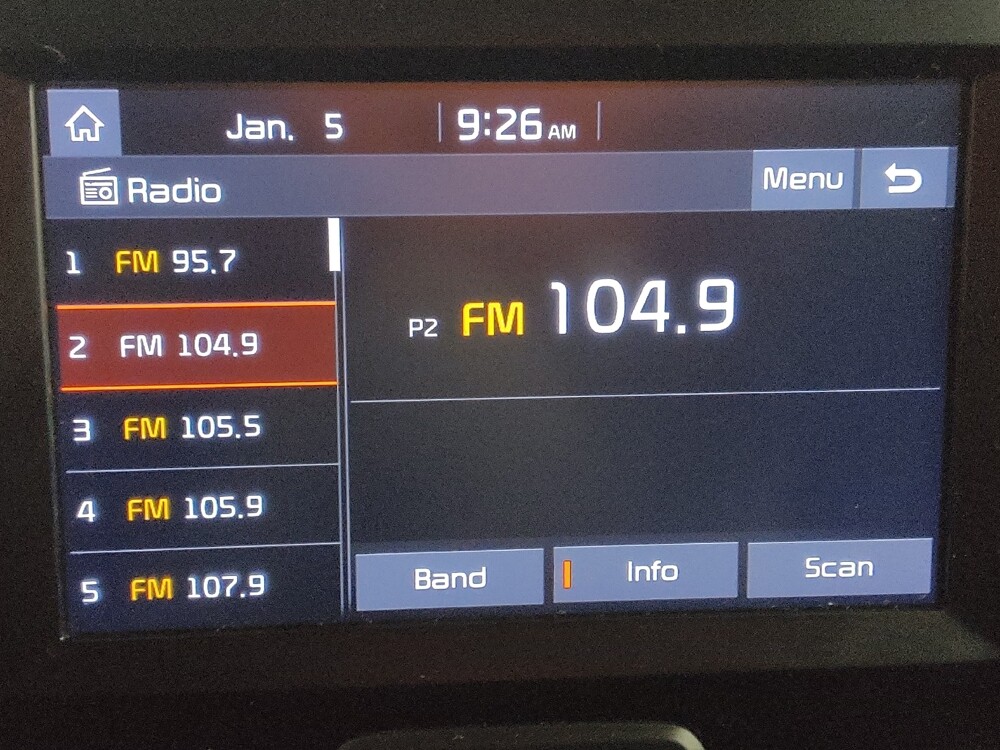 Jan. 5 9:26 AM
Radio Menu
1 FM 95.7
2 FM 104.9
3 FM 105.5
4 FM 105.9
5 FM 107.9
P2 FM 104.9
Band Info Scan